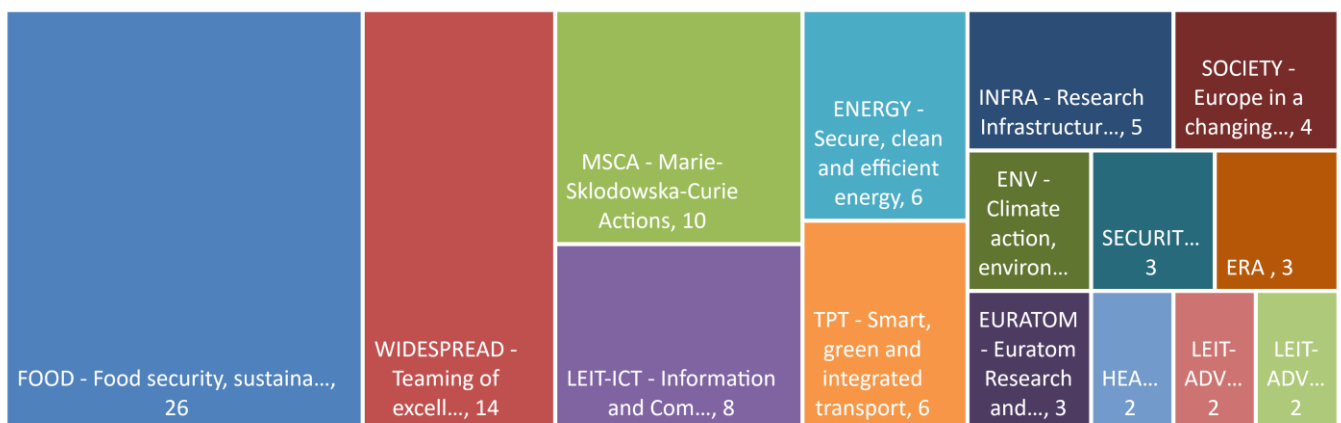 FOOD - Food security, sustaina...,
26
WIDESPREAD -
Teaming of
excell..., 14
MSCA - Marie-
Sklodowska-Curie
Actions, 10
LEIT-ICT - Information
and Com..., 8
ENERGY -
Secure, clean
and efficient
energy, 6
TPT - Smart,
green and
integrated
transport, 6
INFRA - Research
Infrastructur..., 5
SOCIETY -
Europe in a
changing..., 4
ENV -
Climate
action,
environ...
SECURIT...
3
ERA , 3
EURATOM
- Euratom
Research
and..., 3
HEA...
2
LEIT-
ADV...
2
LEIT-
ADV...
2